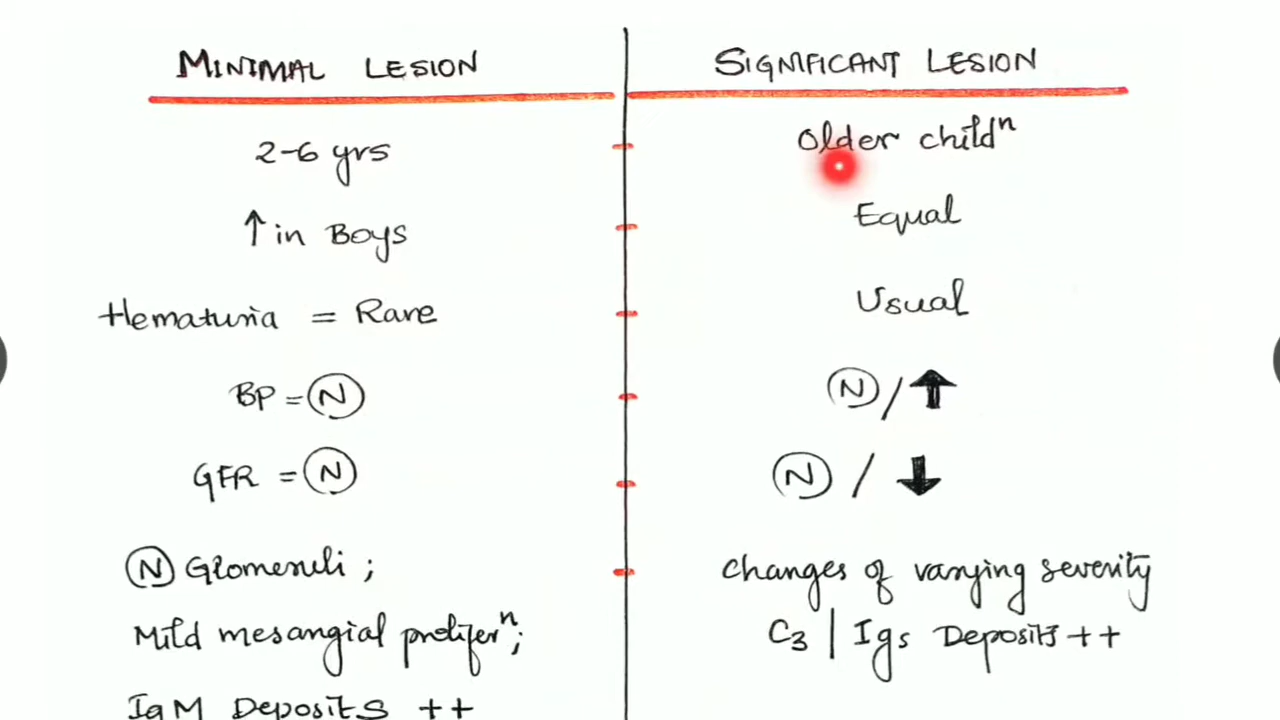 MINIMAL LESION
SIGNIFICANT LESION
2-6 yrs
Older childⁿ
↑ in Boys
Equal
Hematuria = Rare
Usual
BP = N
N / ↑
GFR = N
N / ↓
N Glomeruli ;
changes of varying severity
Mild mesangial proliferⁿ ;
C3 | Igs Deposits ++
IgM Deposits ++